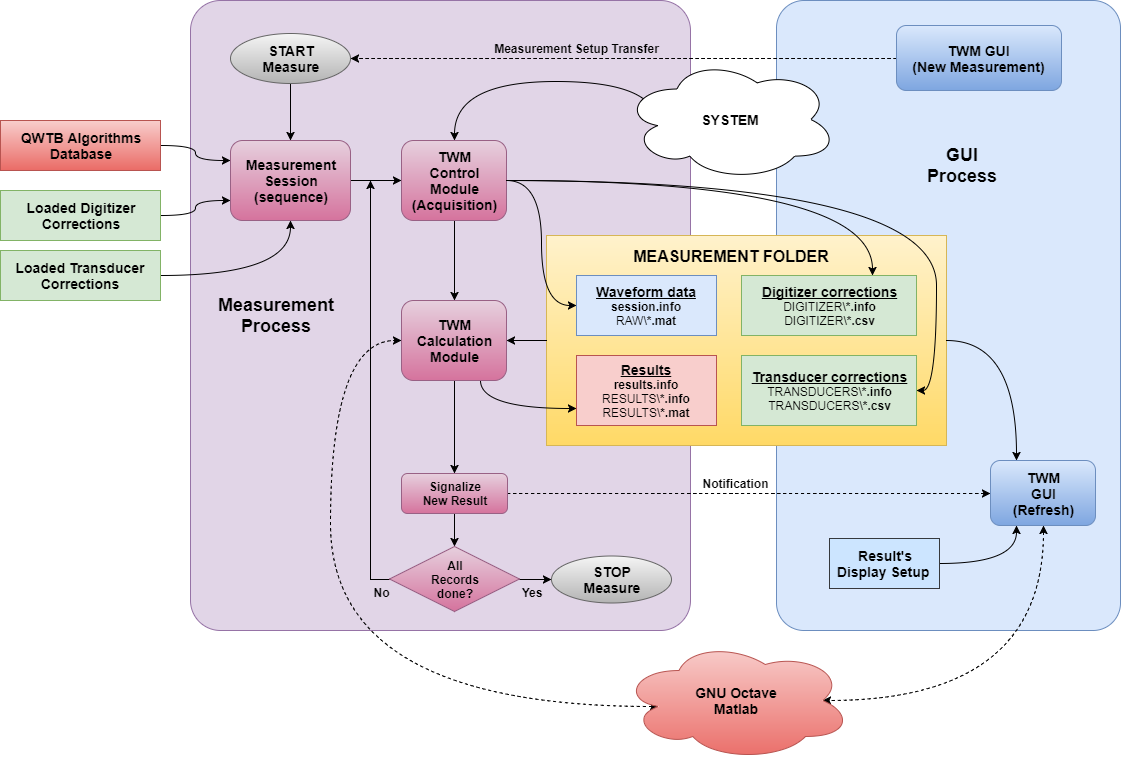 START
Measure
Measurement Setup Transfer
TWM GUI
(New Measurement)
SYSTEM
QWTB Algorithms
Database
Measurement
Session
(sequence)
TWM
Control
Module
(Acquisition)
GUI
Process
Loaded Digitizer
Corrections
Loaded Transducer
Corrections
Measurement
Process
MEASUREMENT FOLDER
Waveform data
session.info
RAW\*.mat
Digitizer corrections
DIGITIZER\*.info
DIGITIZER\*.csv
TWM
Calculation
Module
Results
results.info
RESULTS\*.info
RESULTS\*.mat
Transducer corrections
TRANSDUCERS\*.info
TRANSDUCERS\*.csv
Signalize
New Result
Notification
TWM
GUI
(Refresh)
Result's
Display Setup
All
Records
done?
No
Yes
STOP
Measure
GNU Octave
Matlab